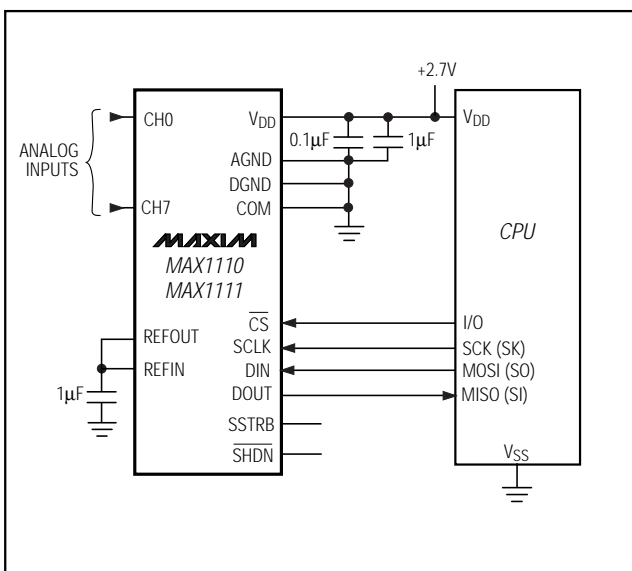 +2.7V
CH0
VDD
VDD
0.1µF
1µF
ANALOG
INPUTS
AGND
DGND
CH7
COM
MAXIM
MAX1110
MAX1111
CPU
CS
I/O
REFOUT
SCLK
SCK (SK)
REFIN
DIN
MOSI (SO)
1µF
DOUT
MISO (SI)
SSTRB
SHDN
VSS